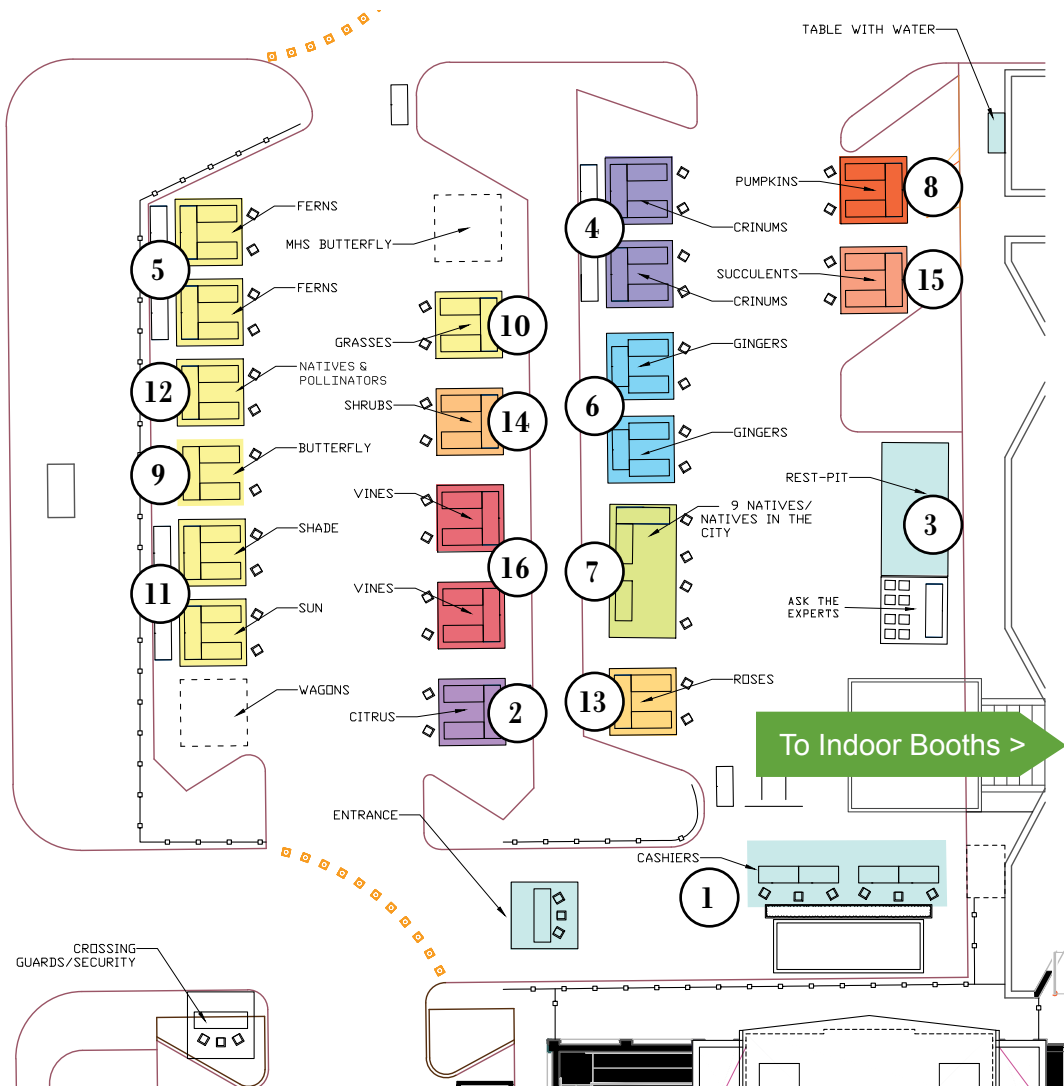 TABLE WITH WATER
FERNS
5
FERNS
MHS BUTTERFLY
4
CRINUMS
CRINUMS
PUMPKINS
8
SUCCULENTS
15
GRASSES
10
GINGERS
6
GINGERS
12
NATIVES &
POLLINATORS
SHRUBS
14
9
BUTTERFLY
VINES
16
VINES
9 NATIVES/
NATIVES IN THE
CITY
7
REST-PIT
3
ASK THE
EXPERTS
SHADE
11
SUN
WAGONS
CITRUS
2
13
ROSES
To Indoor Booths >
ENTRANCE
CASHIERS
1
CROSSING
GUARDS/SECURITY